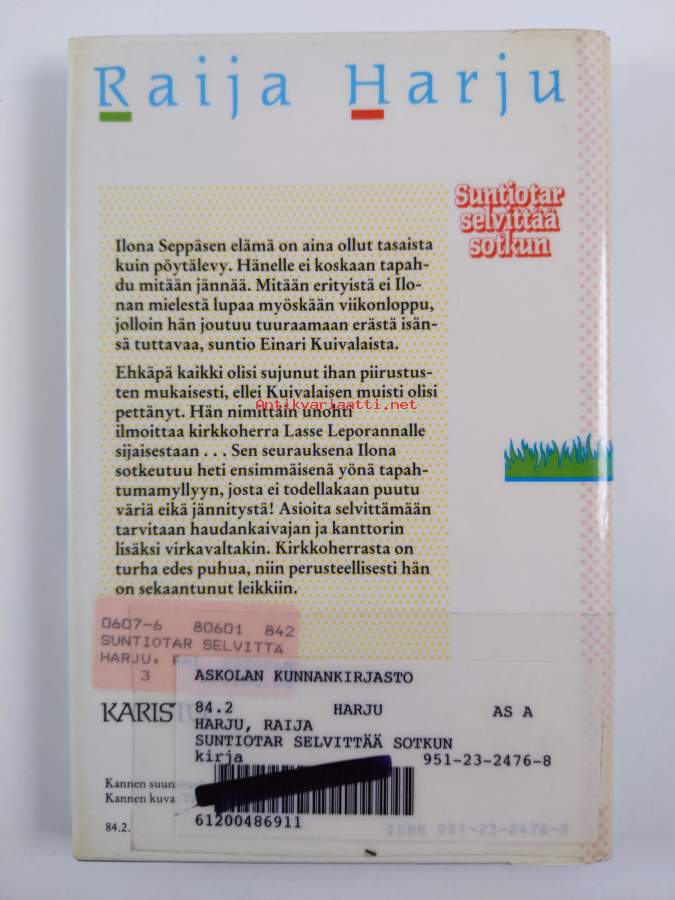 Raija Harju
Suntiotar
selvittää
sotkun
Ilona Seppäsen elämä on aina ollut tasaista
kuin pöytälevy. Hänelle ei koskaan tapah-
du mitään jännää. Mitään erityistä ei Ilo-
nan mielestä lupaa myöskään viikonloppu,
jolloin hän joutuu tuuraamaan erästä isän-
sä tuttavaa, suntio Einari Kuivalaista.
Ehkäpä kaikki olisi sujunut ihan piirustus-
ten mukaisesti, ellei Kuivalaisen muisti olisi
pettänyt. Hän nimittäin unohti
Antikvariaatti.net
ilmoittaa kirkkoherra Lasse Leporannalle
sijaisestaan . . . Sen seurauksena Ilona
sotkeutuu heti ensimmäisenä yönä tapah-
tumamyllyyn, josta ei todellakaan puutu
väriä eikä jännitystä! Asioita selvittämään
tarvitaan haudankaivajan ja kanttorin
lisäksi virkavaltakin. Kirkkoherrasta on
turha edes puhua, niin perusteellisesti hän
on sekaantunut leikkiin.
0607-6 80601 842
SUNTIOTAR SELVITTÄ
HARJU,
3
ASKOLAN KUNNANKIRJASTO
84.2 HARJU AS A
HARJU, RAIJA
SUNTIOTAR SELVITTÄÄ SOTKUN
kirja 951-23-2476-8
61200486911
KARISTO
Kannen
Kannen kuva
84.2.
ISBN 951-23-2476-8